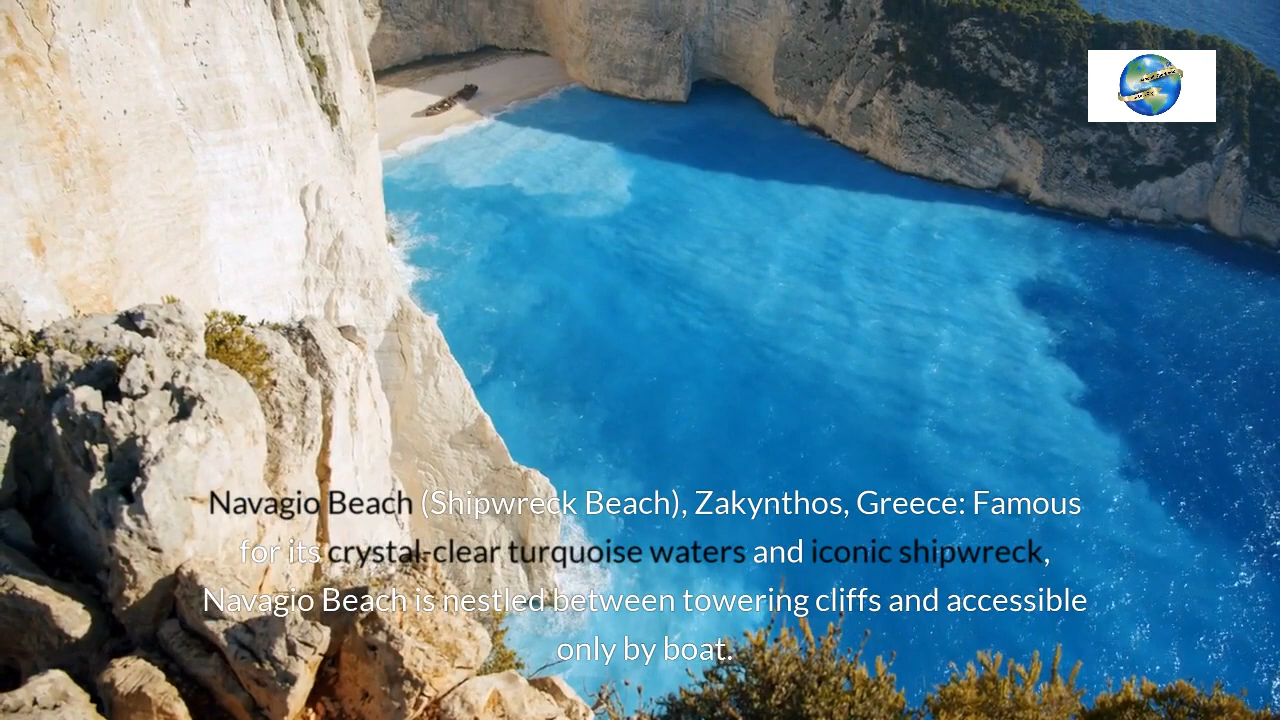 Navagio Beach (Shipwreck Beach), Zakynthos, Greece: Famous
for its crystal-clear turquoise waters and iconic shipwreck,
Navagio Beach is nestled between towering cliffs and accessible
only by boat.